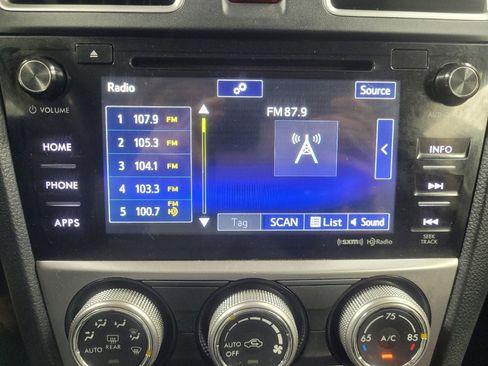 Radio
Source
VOLUME
FM 87.9
1 107.9 FM
2 105.3 FM
3 104.1 FM
4 103.3 FM
5 100.7 FM HD
HOME
PHONE
APPS
INFO
SEEK
TRACK
Tag
SCAN
List
Sound
((sxm)) HD Radio
AUTO
REAR
AUTO
OFF
65
75
85
A/C